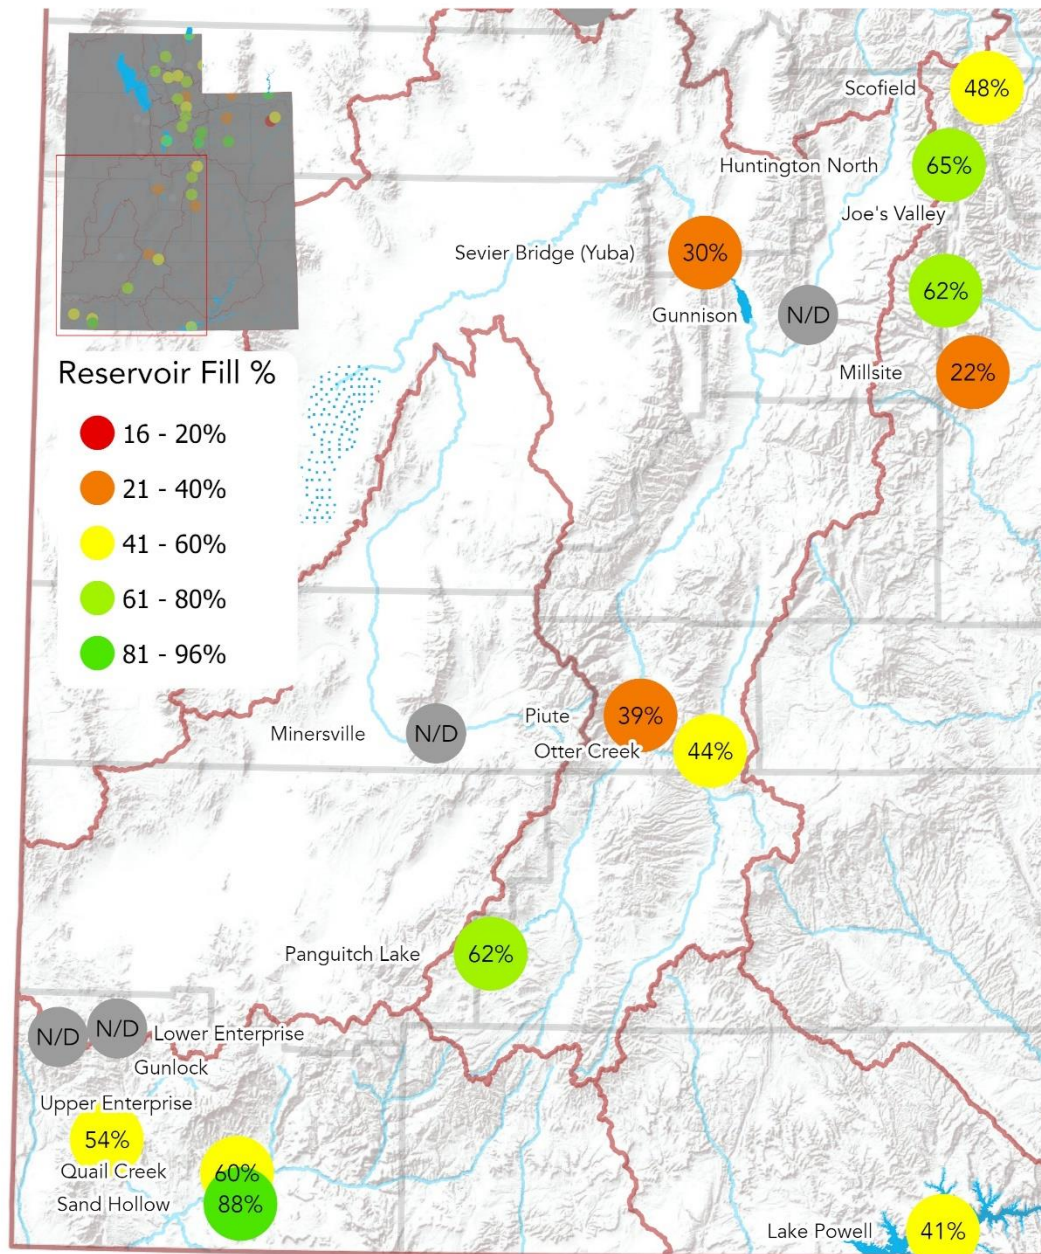 Scofield
48%
Huntington North
65%
Joe's Valley
Sevier Bridge (Yuba)
30%
62%
Gunnison
N/D
Millsite
22%
Reservoir Fill %
16 - 20%
21 - 40%
41 - 60%
61 - 80%
81 - 96%
Minersville
N/D
Piute
39%
Otter Creek
44%
Panguitch Lake
62%
N/D
N/D
Lower Enterprise
Gunlock
Upper Enterprise
54%
Quail Creek
60%
Sand Hollow
88%
Lake Powell
41%